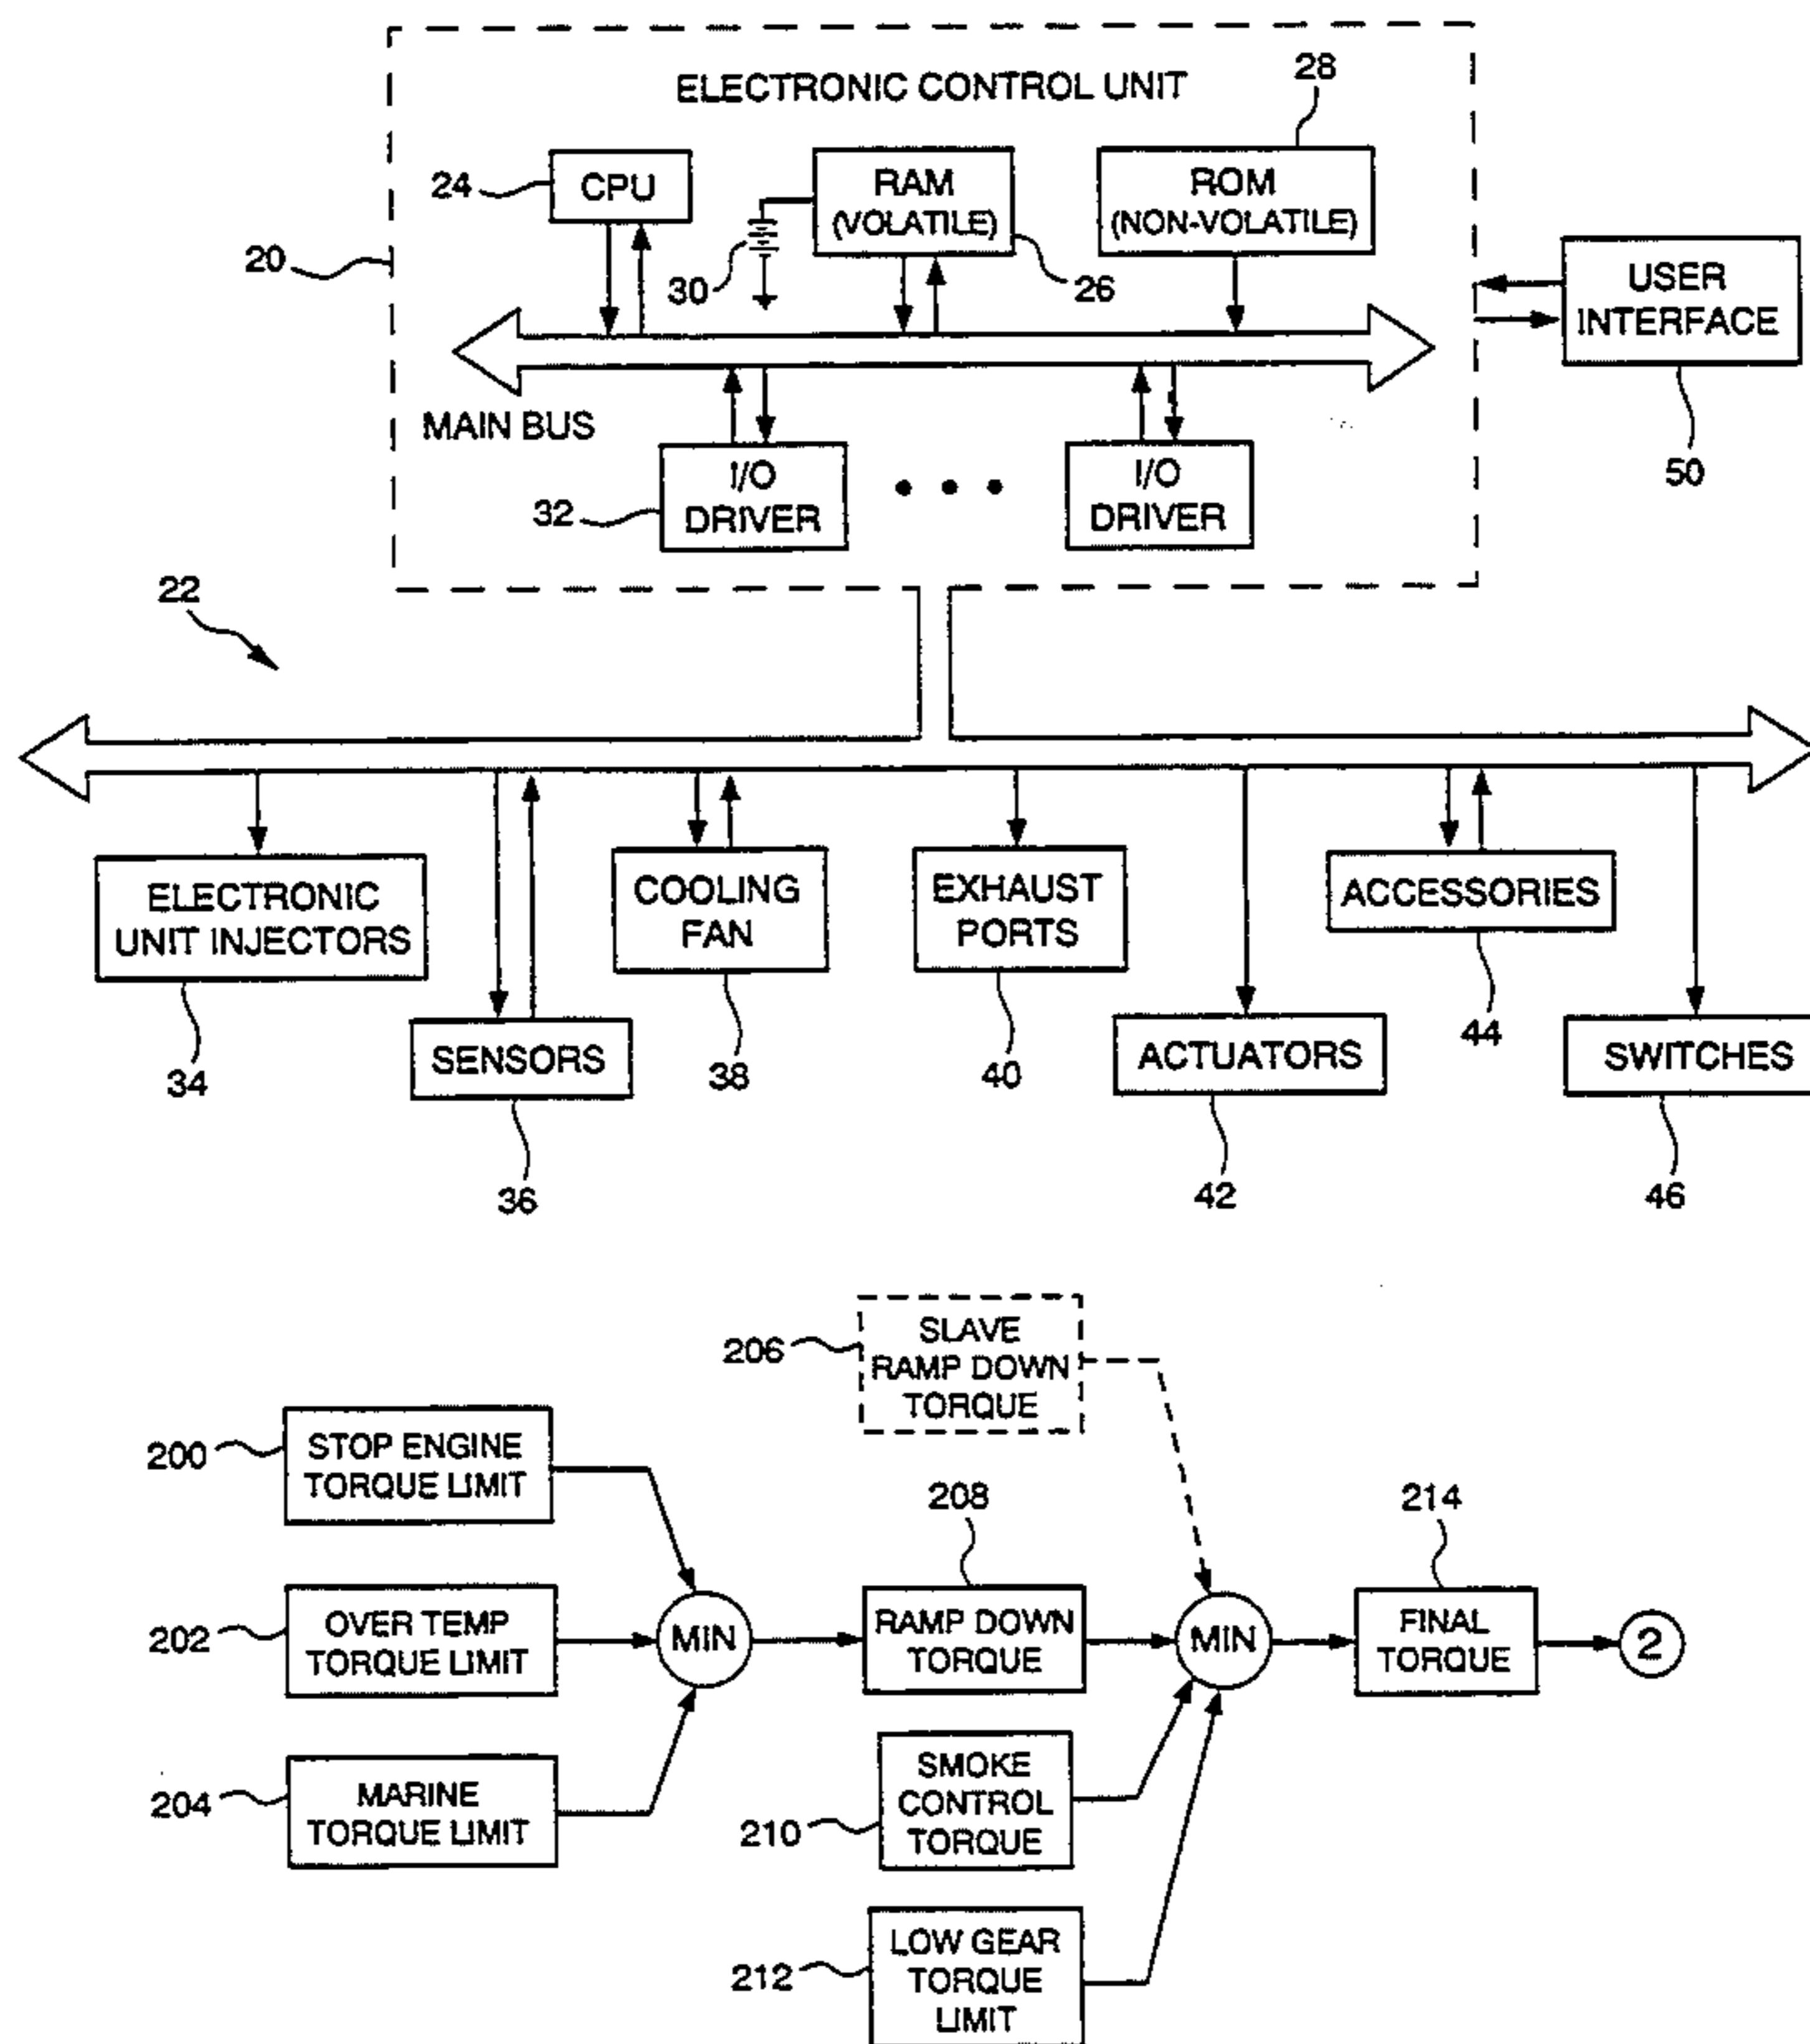 ELECTRONIC CONTROL UNIT
28
24
CPU
RAM
(VOLATILE)
ROM
(NON-VOLATILE)
20
30
26
USER
INTERFACE
MAIN BUS
50
32
I/O
DRIVER
I/O
DRIVER
22
ELECTRONIC
UNIT INJECTORS
COOLING
FAN
EXHAUST
PORTS
ACCESSORIES
34
SENSORS
38
40
ACTUATORS
44
SWITCHES
36
42
46
206
SLAVE
RAMP DOWN
TORQUE
200
STOP ENGINE
TORQUE LIMIT
208
214
202
OVER TEMP
TORQUE LIMIT
MIN
RAMP DOWN
TORQUE
MIN
FINAL
TORQUE
2
204
MARINE
TORQUE LIMIT
210
SMOKE
CONTROL
TORQUE
212
LOW GEAR
TORQUE
LIMIT